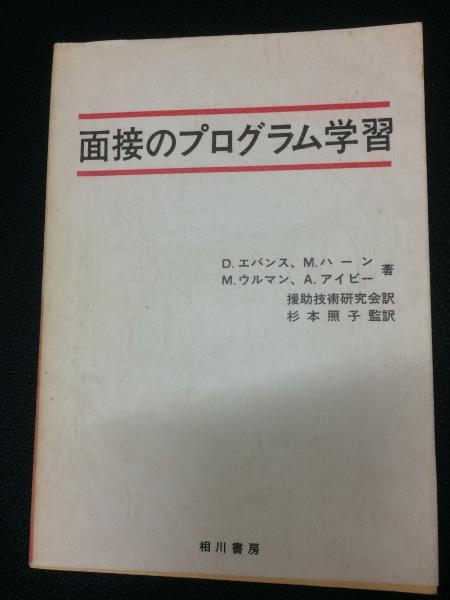 面接のプログラム学習
D.エバンス、M.ハーン
M.ウルマン、A.アイビー 著
援助技術研究会訳
杉本照子監訳
相川書房